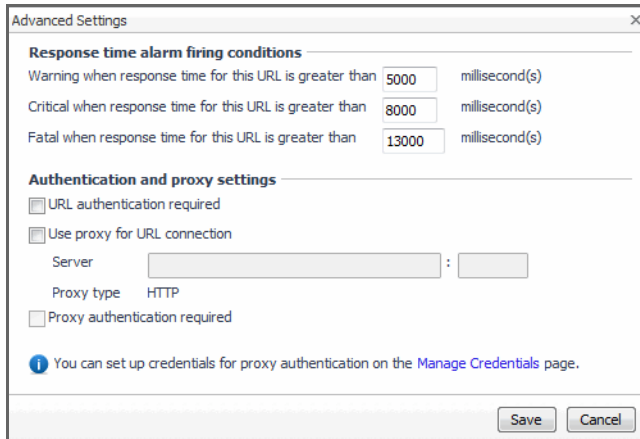 Advanced Settings
Response time alarm firing conditions
Warning when response time for this URL is greater than 5000 millisecond(s)
Critical when response time for this URL is greater than 8000 millisecond(s)
Fatal when response time for this URL is greater than 13000 millisecond(s)
Authentication and proxy settings
URL authentication required
Use proxy for URL connection
Server :
Proxy type HTTP
Proxy authentication required
You can set up credentials for proxy authentication on the Manage Credentials page.
Save Cancel